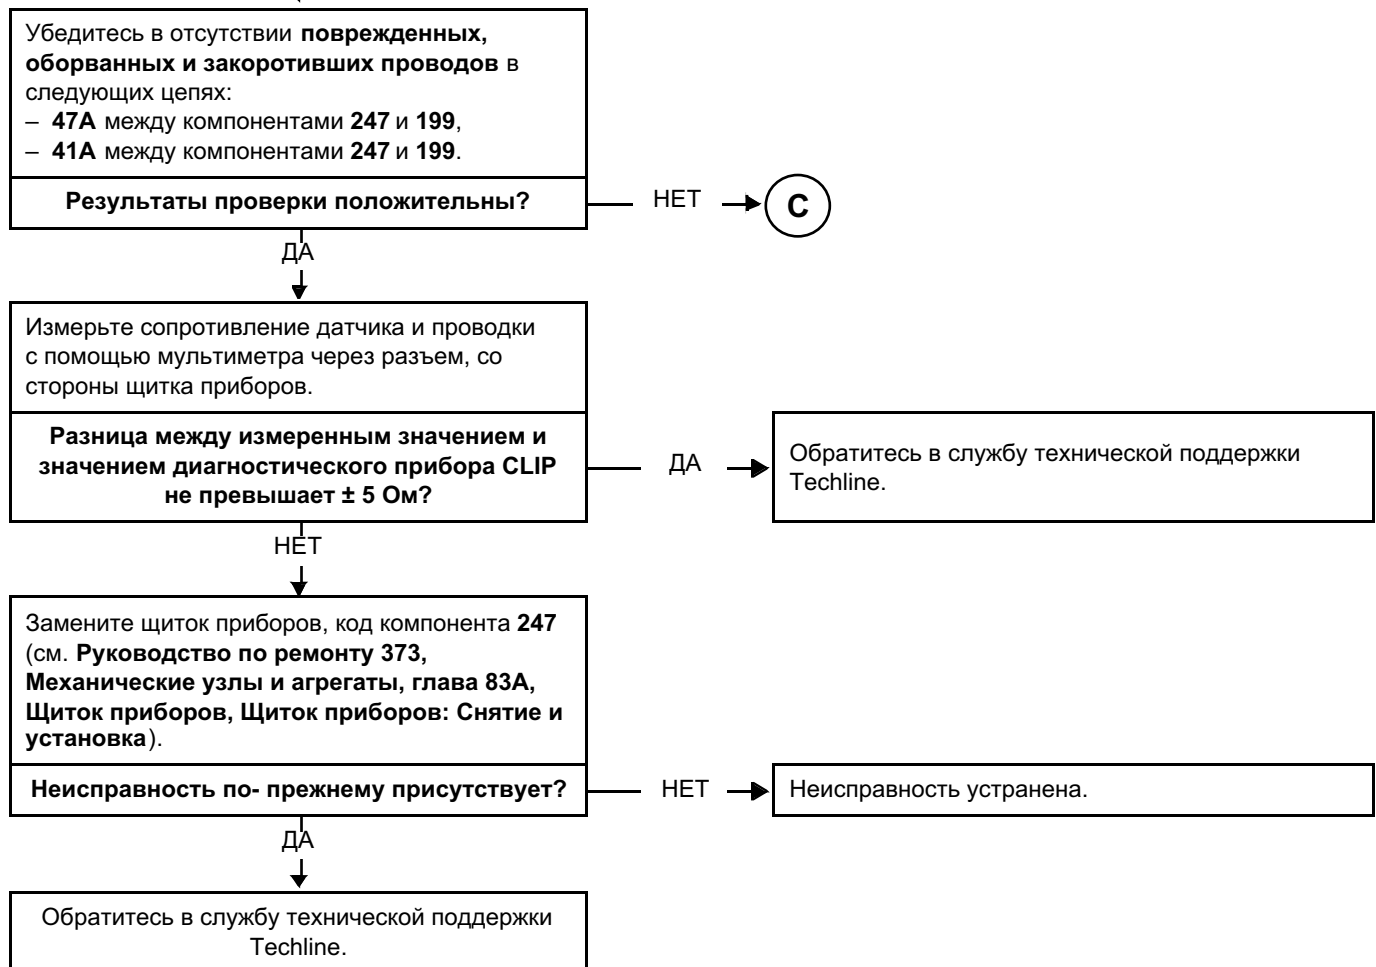 Убедитесь в отсутствии поврежденных,
оборванных и закоротивших проводов в
следующих цепях:
– 47A между компонентами 247 и 199,
– 41A между компонентами 247 и 199.
Результаты проверки положительны?
НЕТ
C
ДА
Измерьте сопротивление датчика и проводки
с помощью мультиметра через разъем, со
стороны щитка приборов.
Разница между измеренным значением и
значением диагностического прибора CLIP
не превышает ± 5 Ом?
ДА
Обратитесь в службу технической поддержки
Techline.
НЕТ
Замените щиток приборов, код компонента 247
(см. Руководство по ремонту 373,
Механические узлы и агрегаты, глава 83A,
Щиток приборов, Щиток приборов: Снятие и
установка).
Неисправность по- прежнему присутствует?
НЕТ
Неисправность устранена.
ДА
Обратитесь в службу технической поддержки
Techline.